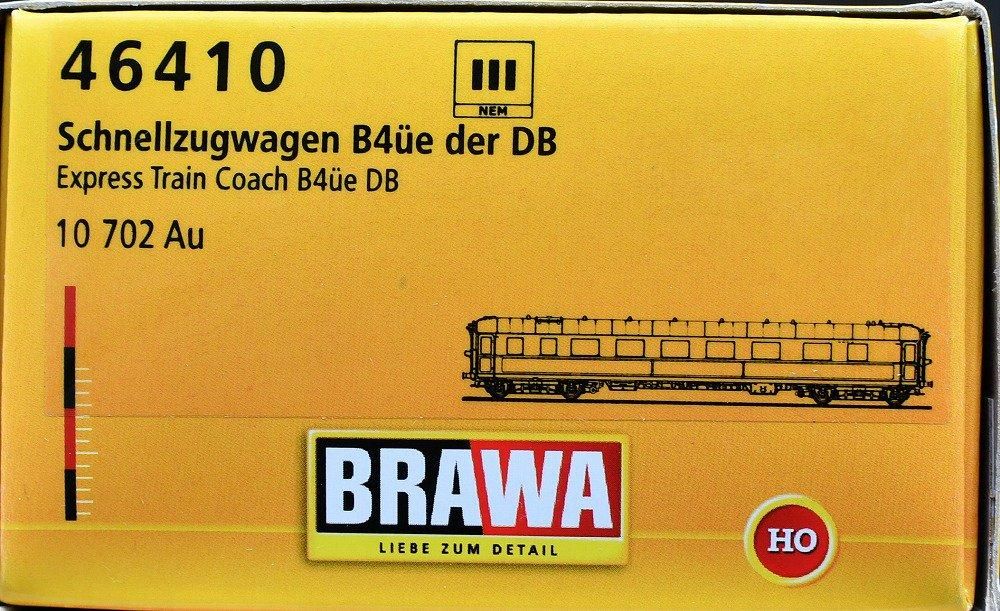 46410
III
NEM
Schnellzugwagen B4üe der DB
Express Train Coach B4üe DB
10 702 Au
BRAWA
LIEBE ZUM DETAIL
HO